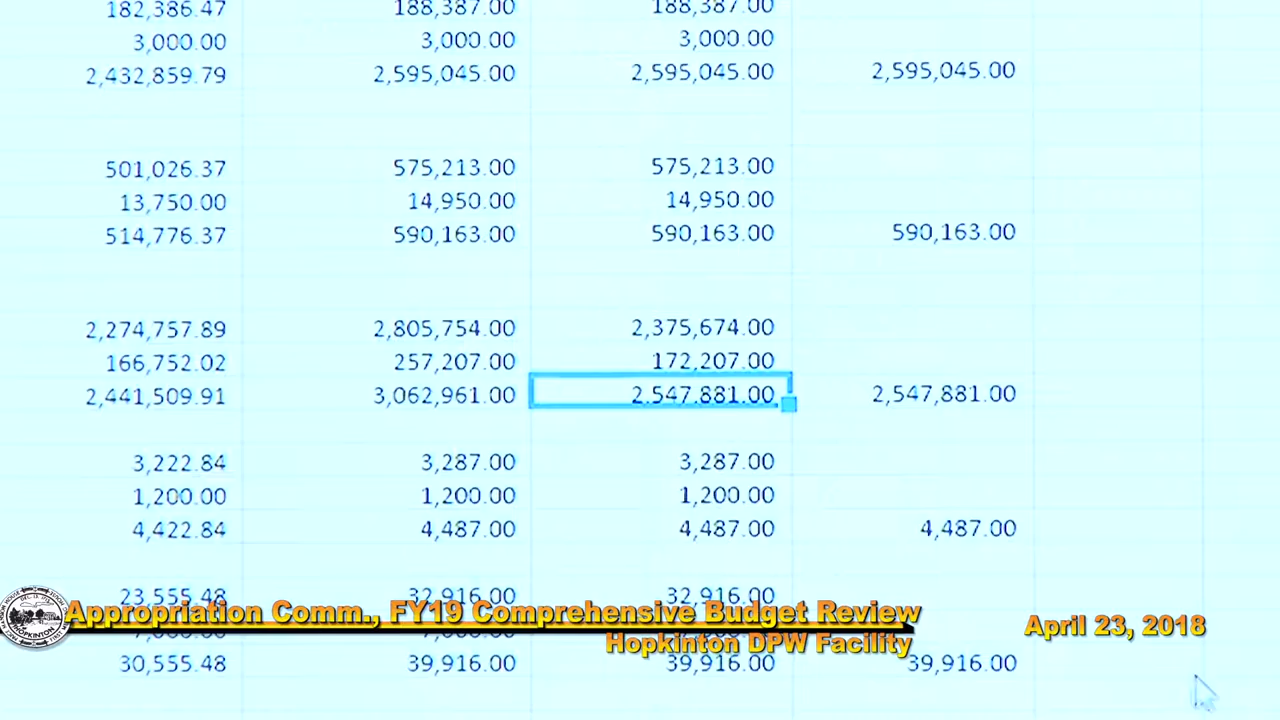 182,386.47 188,387.00 188,387.00
3,000.00 3,000.00 3,000.00
2,432,859.79 2,595,045.00 2,595,045.00 2,595,045.00
501,026.37 575,213.00 575,213.00
13,750.00 14,950.00 14,950.00
514,776.37 590,163.00 590,163.00 590,163.00
2,274,757.89 2,805,754.00 2,375,674.00
166,752.02 257,207.00 172,207.00
2,441,509.91 3,062,961.00 2,547,881.00 2,547,881.00
3,222.84 3,287.00 3,287.00
1,200.00 1,200.00 1,200.00
4,422.84 4,487.00 4,487.00 4,487.00
23,555.48 32,916.00 32,916.00
Appropriation Comm., FY19 Comprehensive Budget Review
Hopkinton DPW Facility
April 23, 2018
HOPKINTON
30,555.48 39,916.00 39,916.00 39,916.00